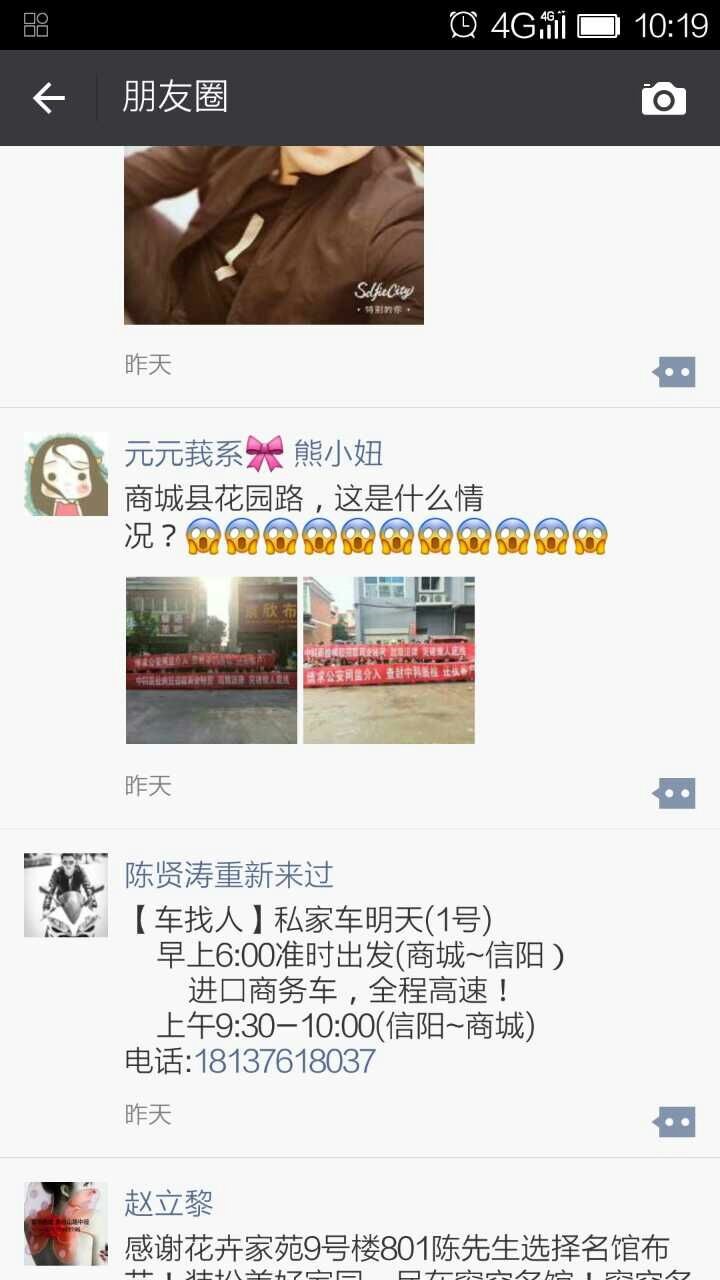 4G 4G 10:19
朋友圈
SelfieCity
·特别的你·
昨天
元元莪系🎀 熊小妞
商城县花园路，这是什么情
况？😱😱😱😱😱😱😱😱😱😱😱
昨天
陈贤涛重新来过
【车找人】私家车明天(1号)
早上6:00准时出发(商城~信阳）
进口商务车，全程高速！
上午9:30—10:00(信阳~商城)
电话:18137618037
昨天
赵立黎
感谢花卉家苑9号楼801陈先生选择名馆布